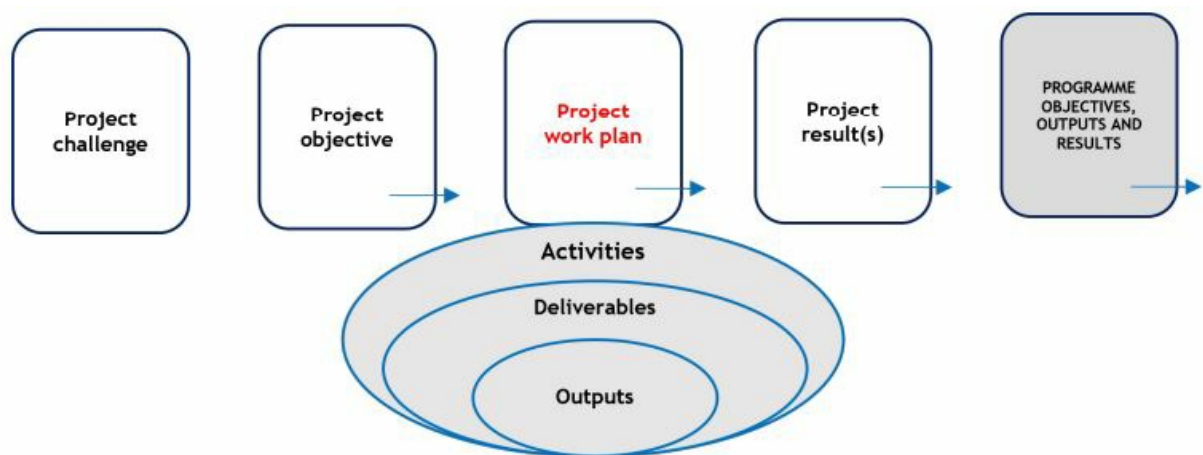 Project
challenge
Project
objective
Project
work plan
Project
result(s)
PROGRAMME
OBJECTIVES,
OUTPUTS AND
RESULTS
Activities
Deliverables
Outputs